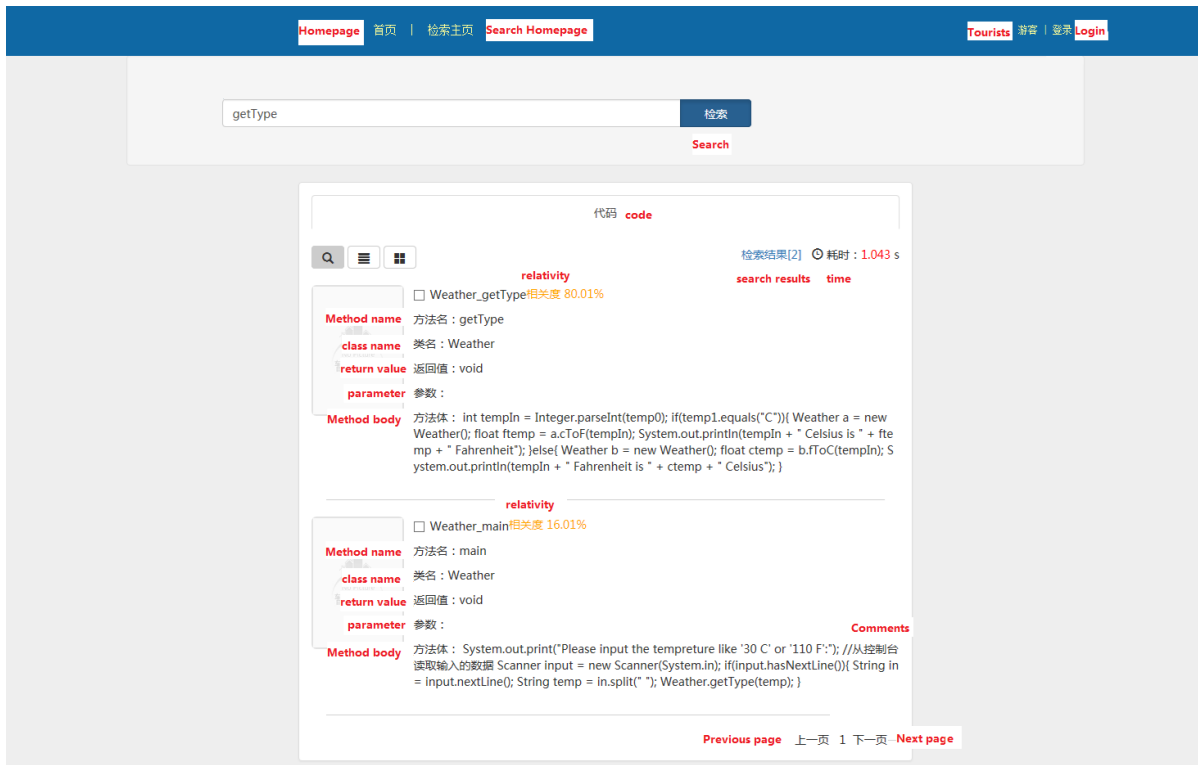 Homepage 首页 | 检索主页 Search Homepage Tourists 游客 | 登录 Login
getType 检索
Search
代码 code
检索结果[2] 耗时：1.043 s
search results time
relativity
Weather_getType相关度 80.01%
Method name 方法名：getType
class name 类名：Weather
return value 返回值：void
parameter 参数：
Method body 方法体： int tempIn = Integer.parseInt(temp0); if(temp1.equals("C")){ Weather a = new
Weather(); float ftemp = a.cToF(tempIn); System.out.println(tempIn + " Celsius is " + fte
mp + " Fahrenheit"); }else{ Weather b = new Weather(); float ctemp = b.fToC(tempIn); S
ystem.out.println(tempIn + " Fahrenheit is " + ctemp + " Celsius"); }
relativity
Weather_main相关度 16.01%
Method name 方法名：main
class name 类名：Weather
return value 返回值：void
parameter 参数：
Comments
Method body 方法体： System.out.print("Please input the tempreture like '30 C' or '110 F':"); //从控制台
读取输入的数据 Scanner input = new Scanner(System.in); if(input.hasNextLine()){ String in
= input.nextLine(); String temp = in.split(" "); Weather.getType(temp); }
Previous page 上一页 1 下一页 Next page